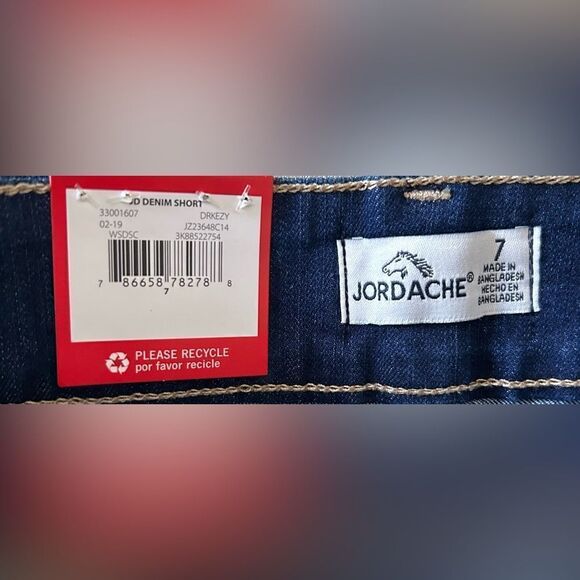 DENIM SHORT
33001607 DRKEZY
02-19 JZ23648C14
WSDSC 3K88S22754
7 86658 78278 8
7
PLEASE RECYCLE
por favor recicle
7
MADE IN
BANGLADESH
HECHO EN
BANGLADESH
JORDACHE®